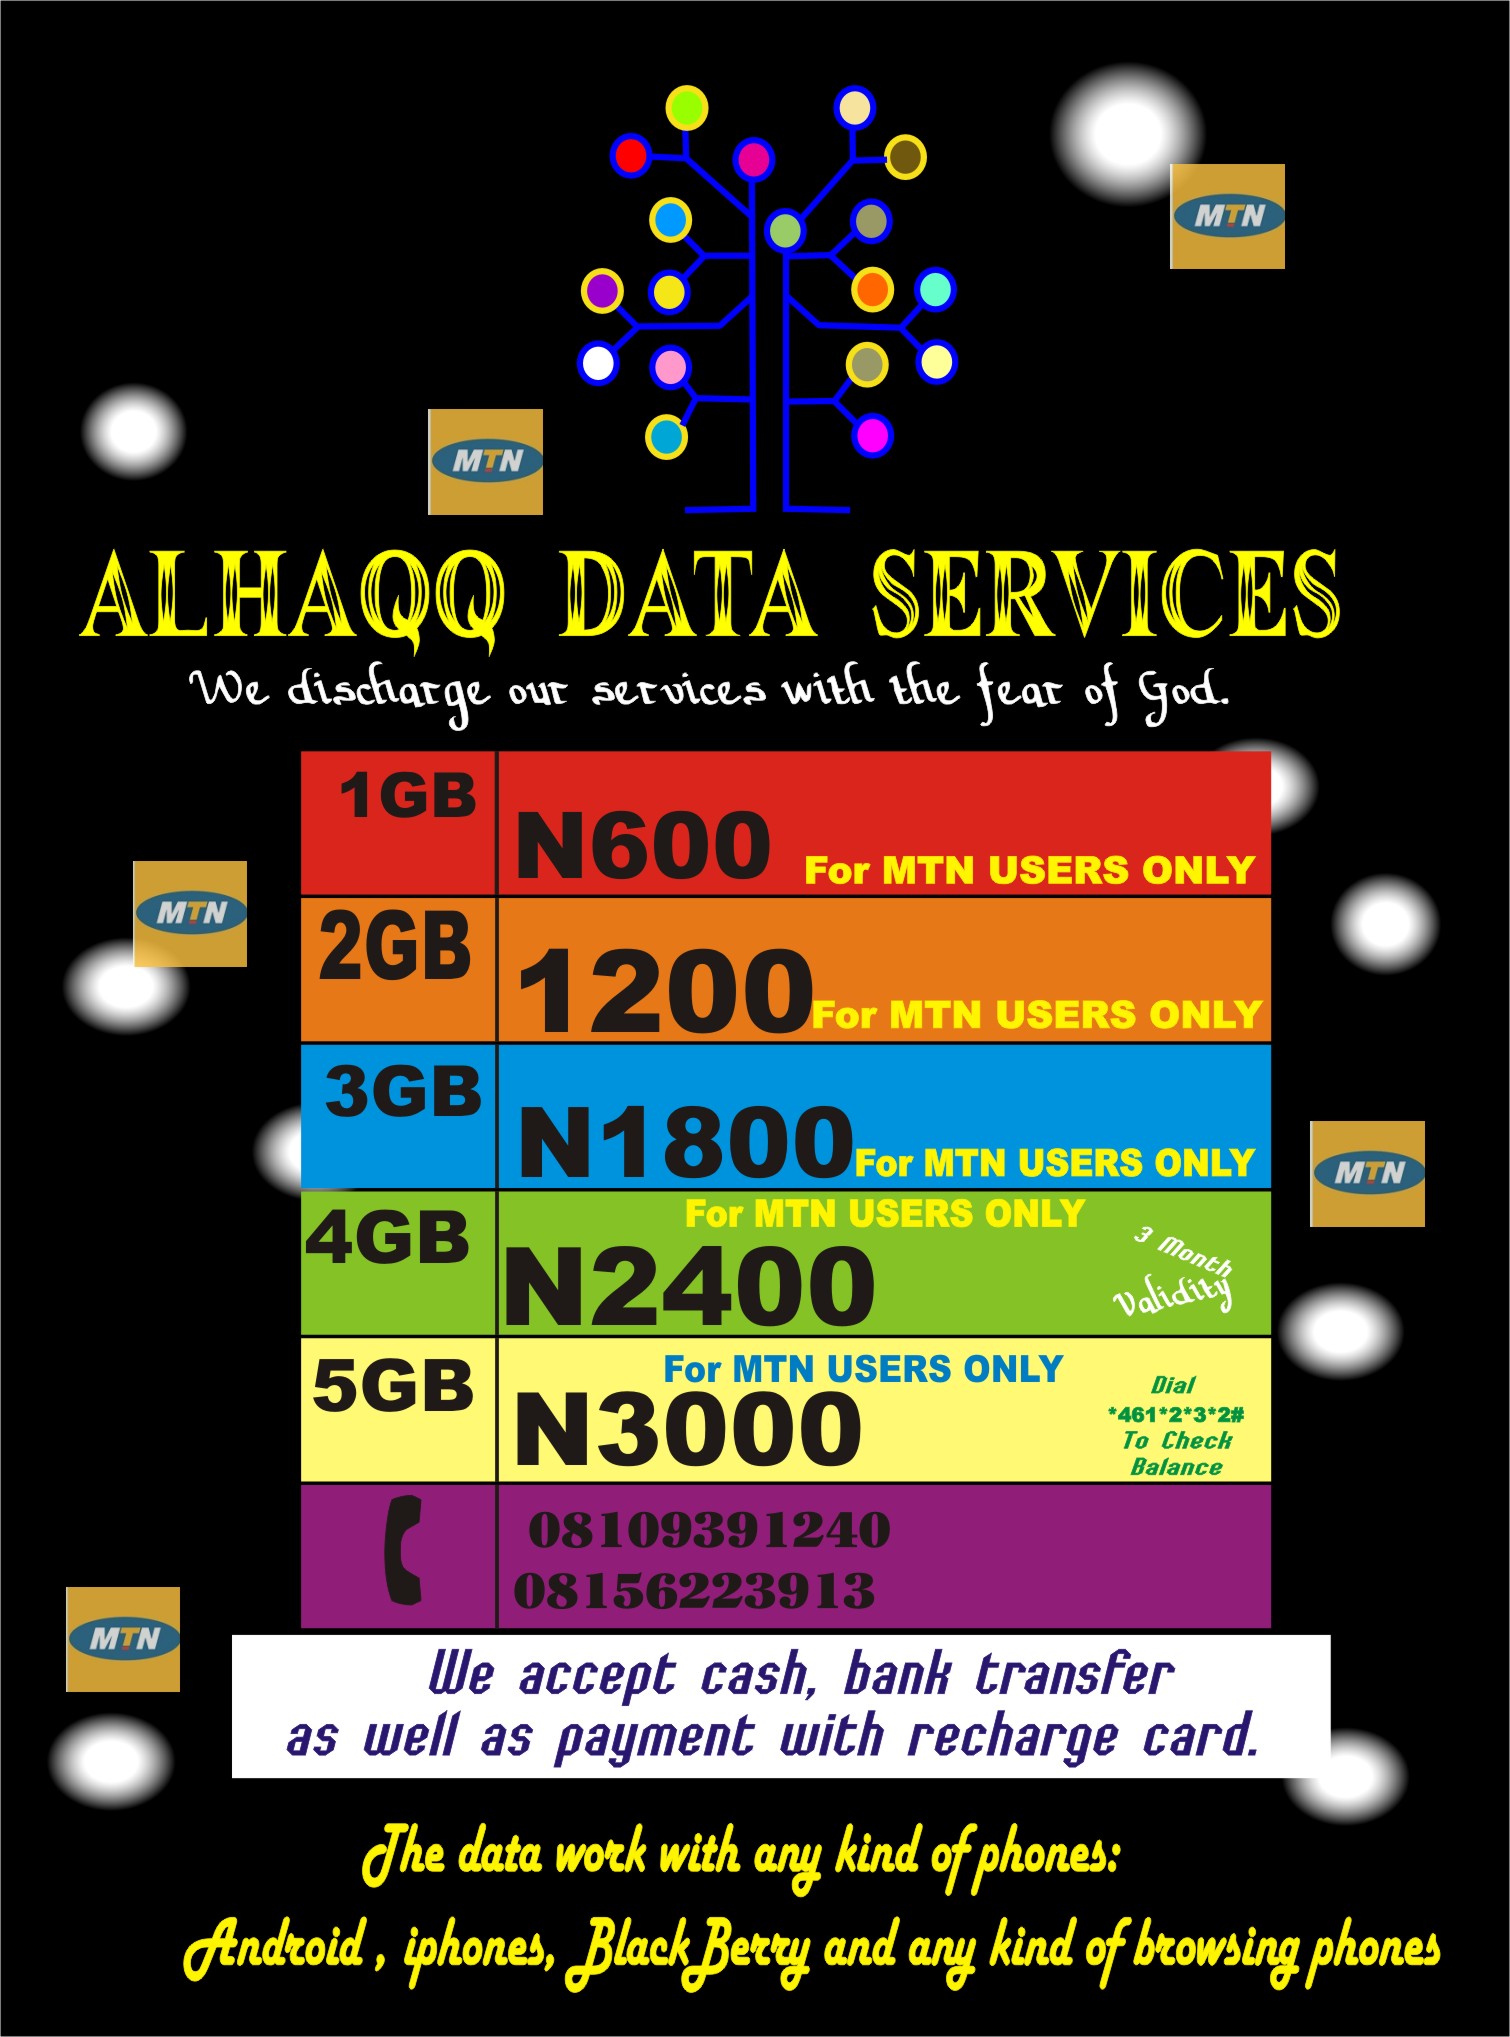 MTN
MTN
ALHAQQ DATA SERVICES
We discharge our services with the fear of God.
1GB
N600
For MTN USERS ONLY
MTN
2GB
1200
For MTN USERS ONLY
3GB
N1800
For MTN USERS ONLY
MTN
4GB
For MTN USERS ONLY
N2400
3 Month
Validity
5GB
For MTN USERS ONLY
N3000
Dial
*461*2*3*2#
To Check
Balance
08109391240
08156223913
MTN
We accept cash, bank transfer
as well as payment with recharge card.
The data work with any kind of phones:
Android , iphones, BlackBerry and any kind of browsing phones